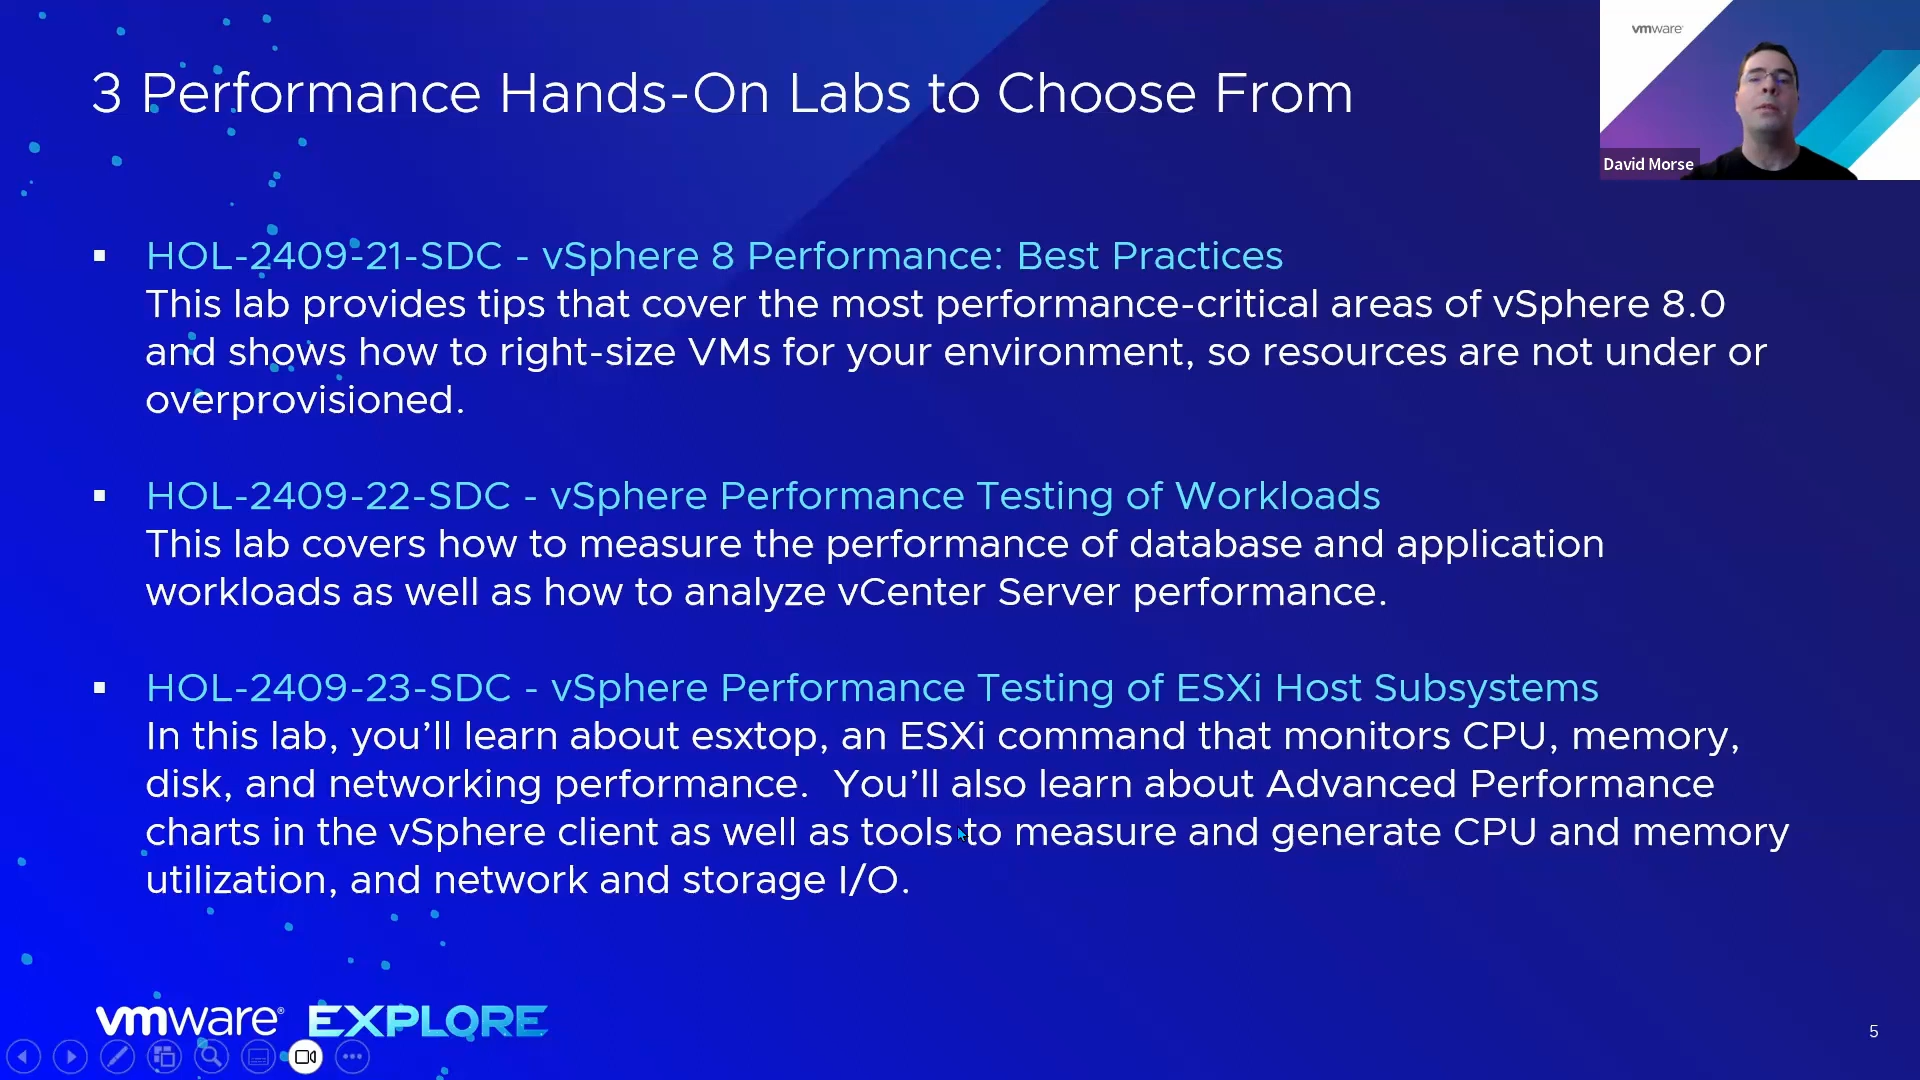 3 Performance Hands-On Labs to Choose From
vmware
David Morse
▪ HOL-2409-21-SDC - vSphere 8 Performance: Best Practices
This lab provides tips that cover the most performance-critical areas of vSphere 8.0
and shows how to right-size VMs for your environment, so resources are not under or
overprovisioned.
▪ HOL-2409-22-SDC - vSphere Performance Testing of Workloads
This lab covers how to measure the performance of database and application
workloads as well as how to analyze vCenter Server performance.
▪ HOL-2409-23-SDC - vSphere Performance Testing of ESXi Host Subsystems
In this lab, you’ll learn about esxtop, an ESXi command that monitors CPU, memory,
disk, and networking performance.  You’ll also learn about Advanced Performance
charts in the vSphere client as well as tools to measure and generate CPU and memory
utilization, and network and storage I/O.
vmware® EXPLORE
5